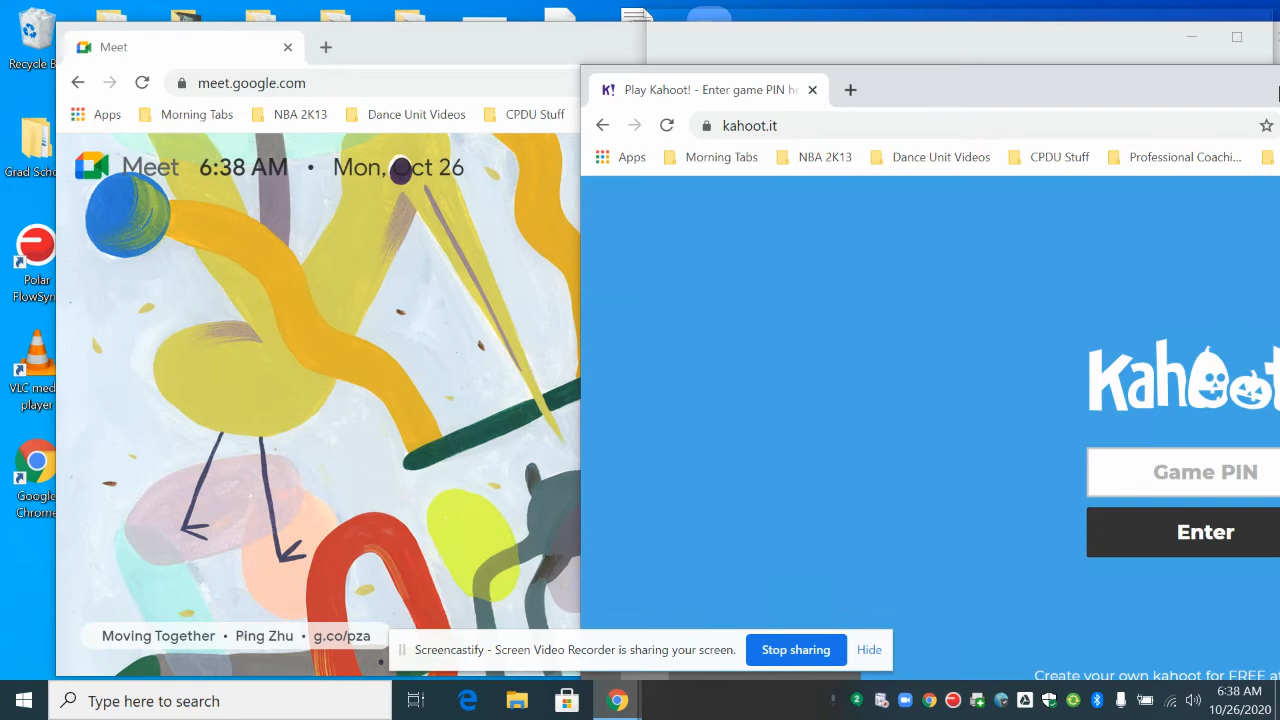 Recycle B
Grad Scho
Polar
FlowSyn
VLC med
player
Google
Chrome
Meet
meet.google.com
Apps
Morning Tabs
NBA 2K13
Dance Unit Videos
CPDU Stuff
Meet 6:38 AM • Mon, Oct 26
Moving Together • Ping Zhu • g.co/pza
K! Play Kahoot! - Enter game PIN he
kahoot.it
Apps
Morning Tabs
NBA 2K13
Dance Unit Videos
CPDU Stuff
Professional Coachi...
Kahoot
Game PIN
Enter
Create your own kahoot for FREE at
Screencastify - Screen Video Recorder is sharing your screen.
Stop sharing
Hide
Type here to search
6:38 AM
10/26/2020